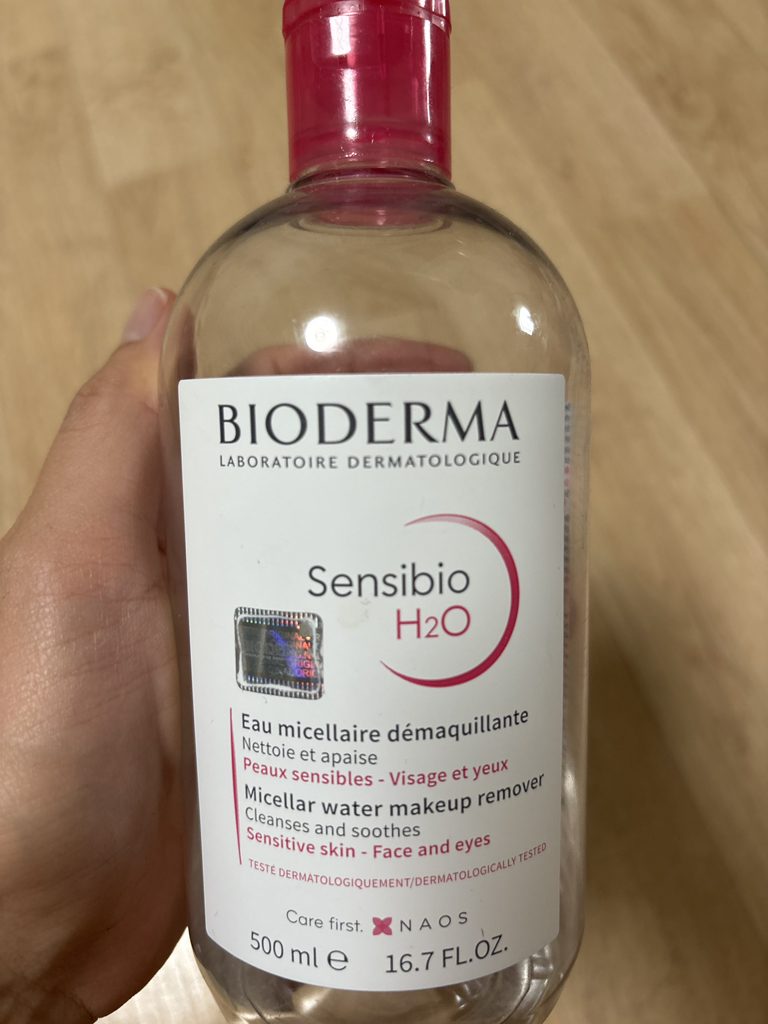 BIODERMA
LABORATOIRE DERMATOLOGIQUE
Sensibio
H2O
Eau micellaire démaquillante
Nettoie et apaise
Peaux sensibles - Visage et yeux
Micellar water makeup remover
Cleanses and soothes
Sensitive skin - Face and eyes
TESTÉ DERMATOLOGIQUEMENT/DERMATOLOGICALLY TESTED
Care first. NAOS
500 ml ℮ 16.7 FL.OZ.